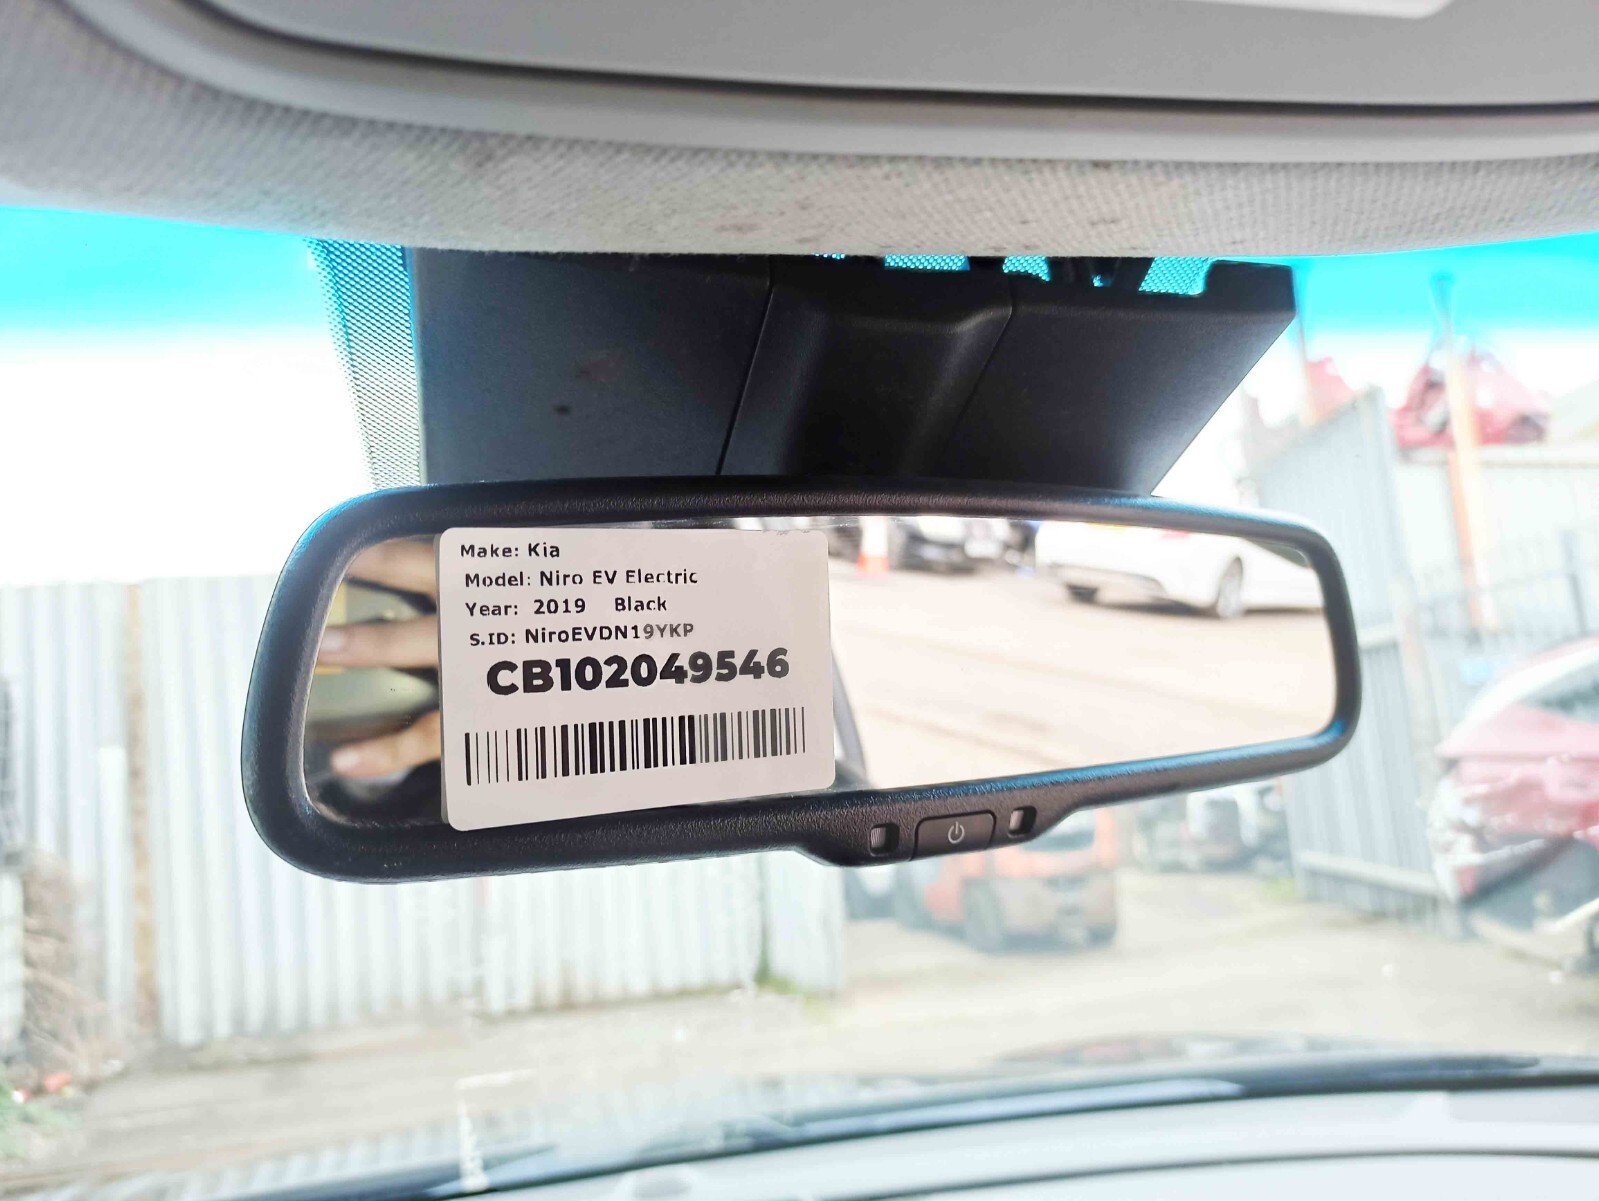 Make: Kia
Model: Niro EV Electric
Year: 2019 Black
S.ID: NiroEVDN19YKP
CB102049546